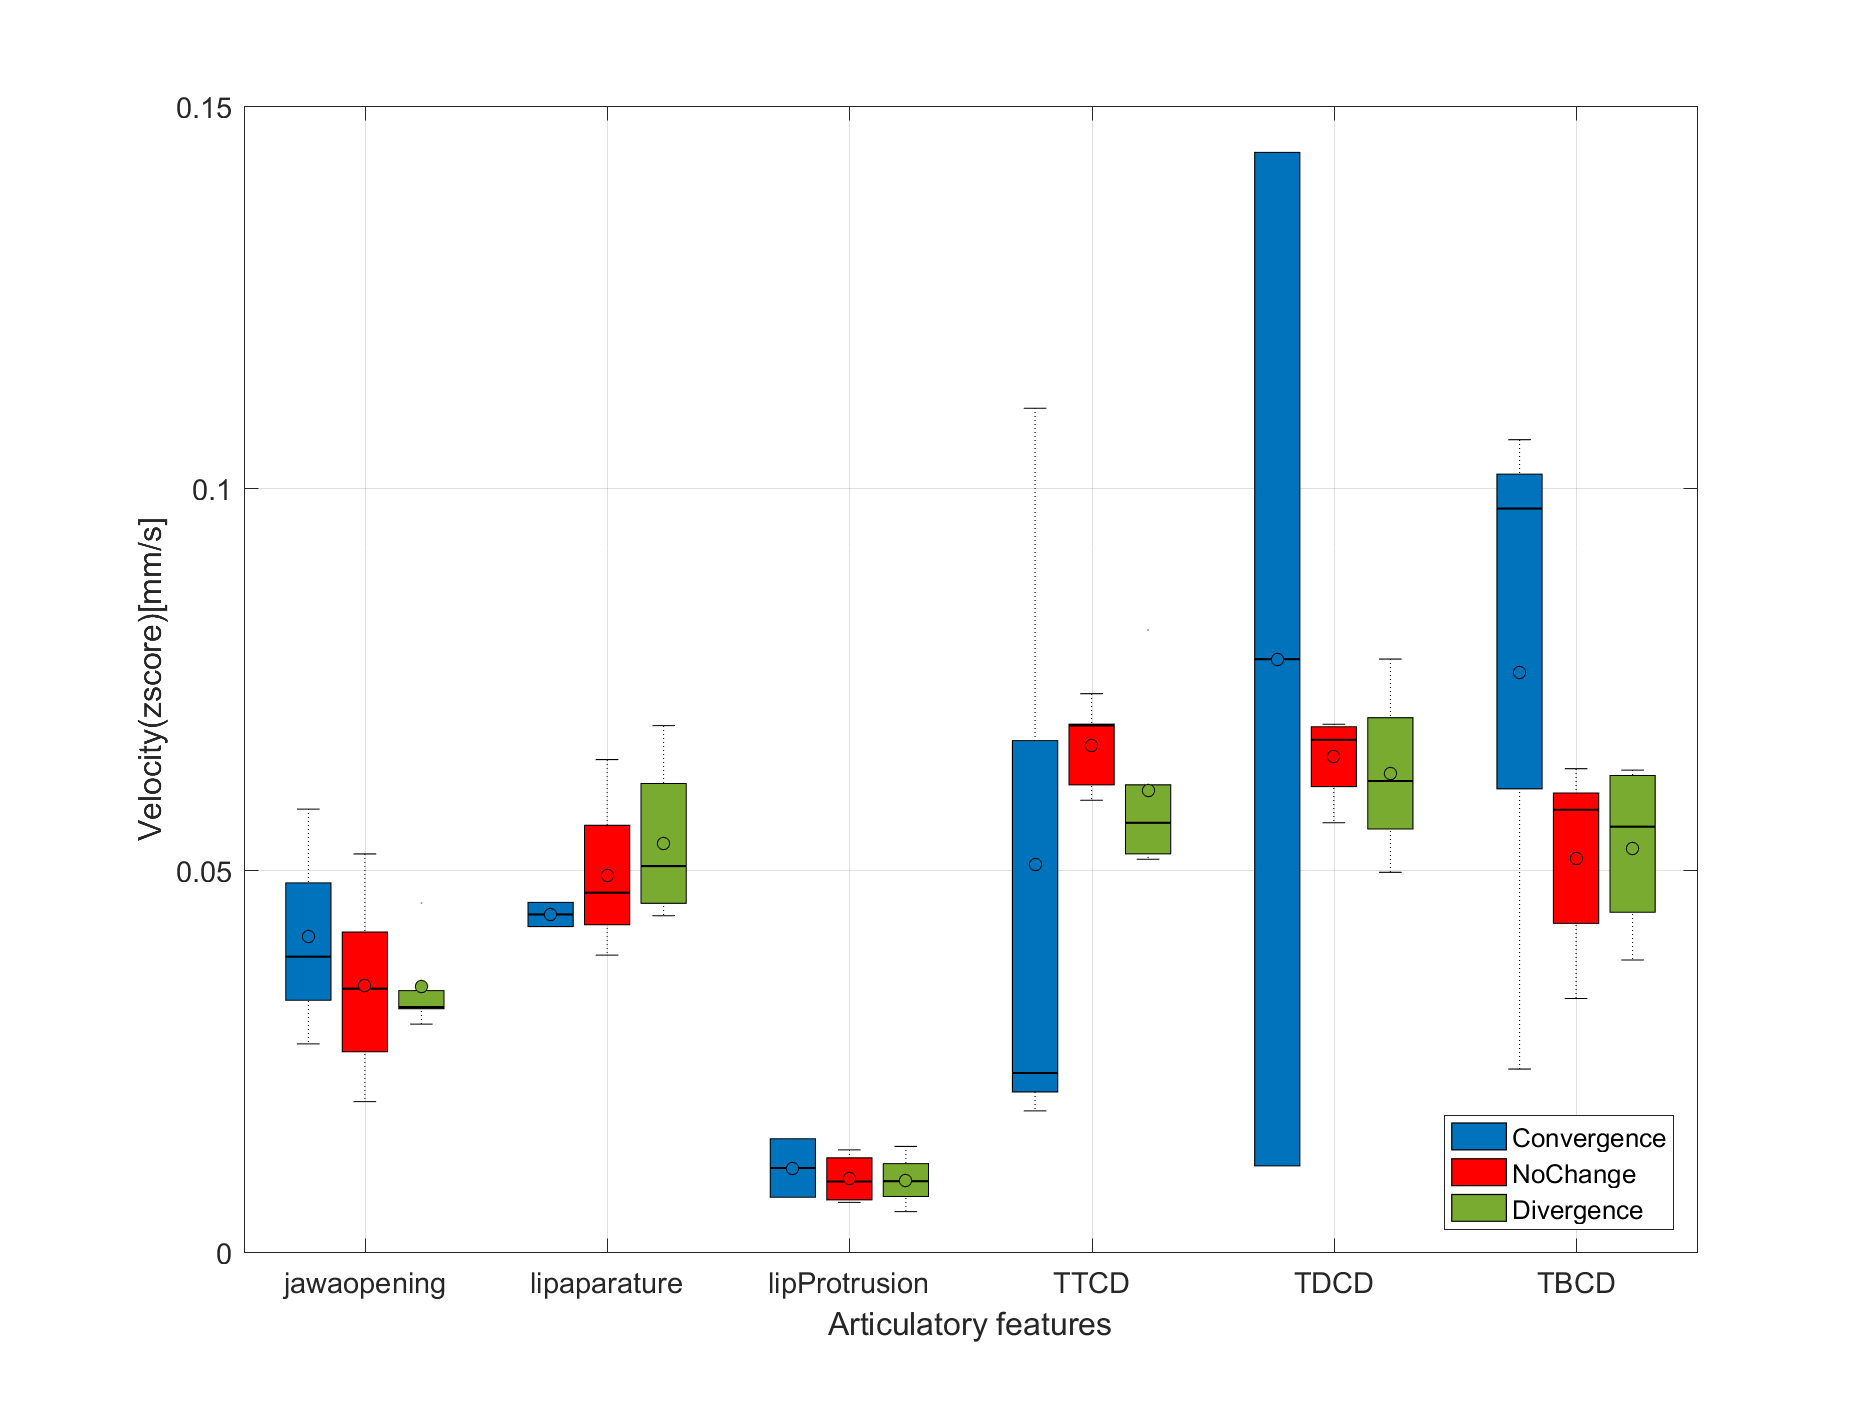 0.15
0.1
0.05
0
Velocity(zscore)[mm/s]
jawaopening
lipaparature
lipProtrusion
TTCD
TDCD
TBCD
Articulatory features
Convergence
NoChange
Divergence